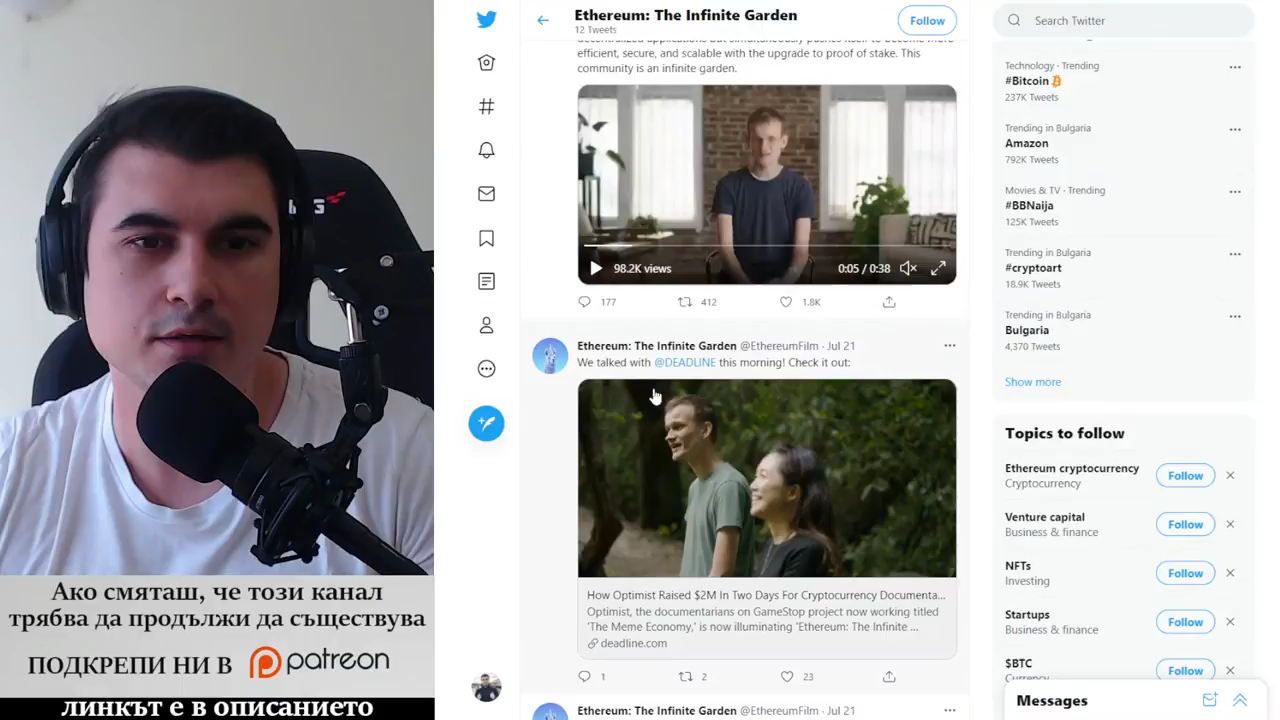 Ethereum: The Infinite Garden
12 Tweets
Follow
Search Twitter
efficient, secure, and scalable with the upgrade to proof of stake. This
community is an infinite garden.
98.2K views
0:05 / 0:38
177
412
1.8K
Ethereum: The Infinite Garden @EthereumFilm · Jul 21
We talked with @DEADLINE this morning! Check it out:
How Optimist Raised $2M In Two Days For Cryptocurrency Documenta...
Optimist, the documentarians on GameStop project now working titled
'The Meme Economy,' is now illuminating 'Ethereum: The Infinite ...
deadline.com
1
2
23
Ethereum: The Infinite Garden @EthereumFilm · Jul 21
Technology · Trending
#Bitcoin
237K Tweets
Trending in Bulgaria
Amazon
792K Tweets
Movies & TV · Trending
#BBNaija
125K Tweets
Trending in Bulgaria
#cryptoart
18.9K Tweets
Trending in Bulgaria
Bulgaria
4,370 Tweets
Show more
Topics to follow
Ethereum cryptocurrency
Cryptocurrency
Follow
Venture capital
Business & finance
Follow
NFTs
Investing
Follow
Startups
Business & finance
Follow
$BTC
Follow
Messages
Ако смяташ, че този канал
трябва да продължи да съществува
ПОДКРЕПИ НИ В patreon
линкът е в описанието